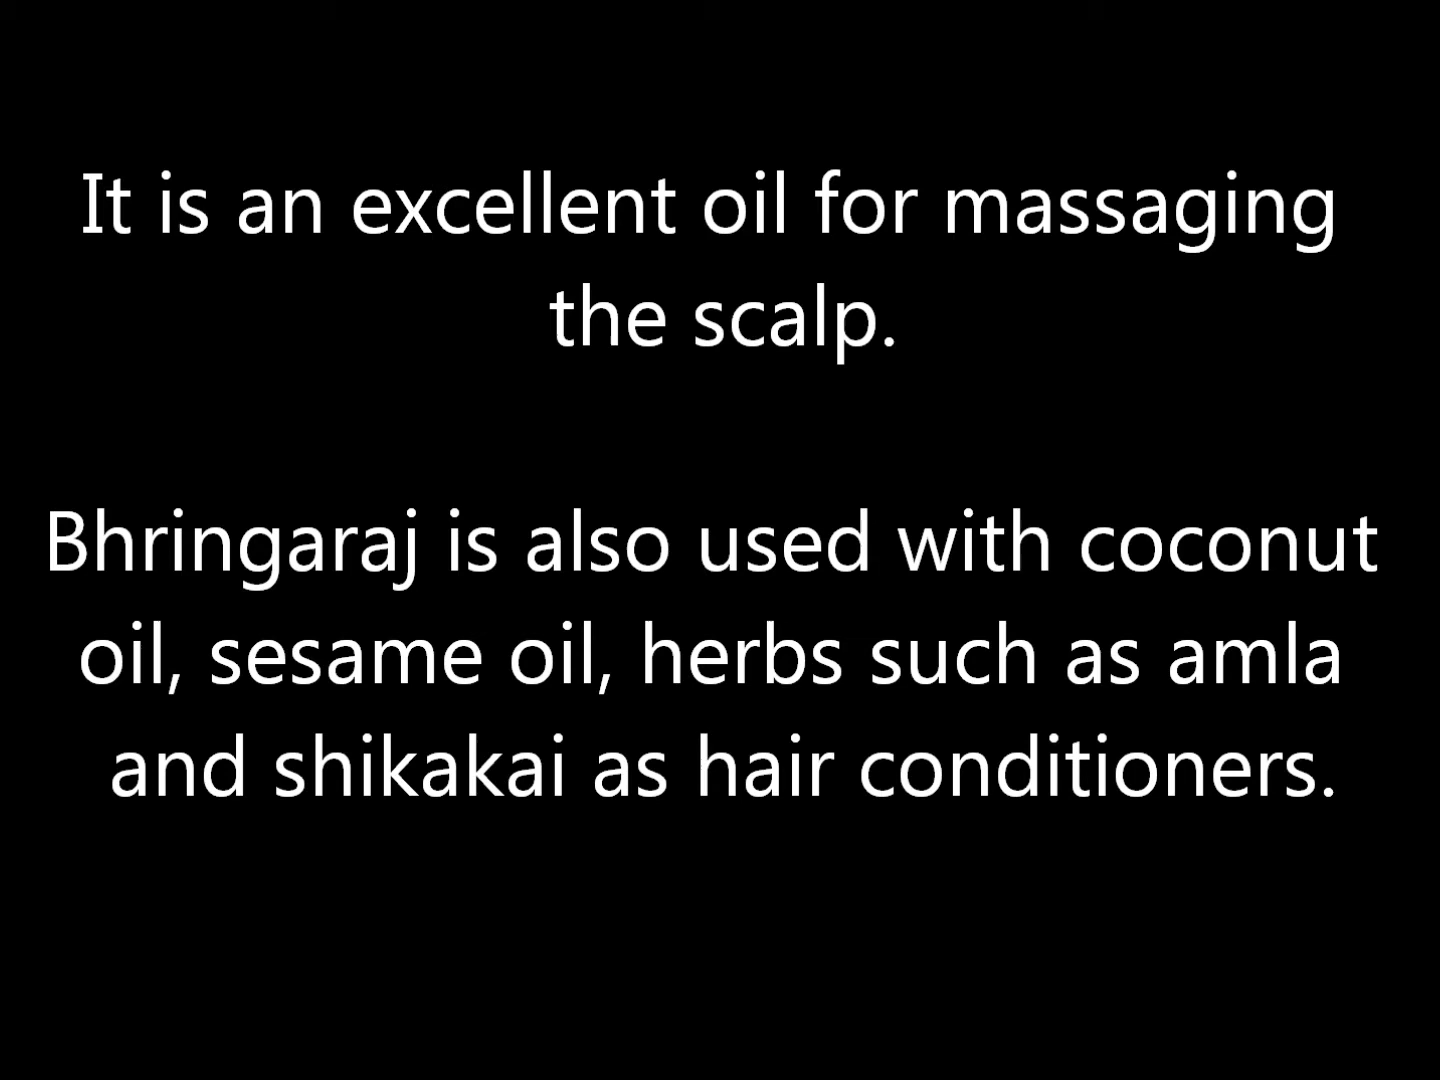 It is an excellent oil for massaging
the scalp.
Bhringaraj is also used with coconut
oil, sesame oil, herbs such as amla
and shikakai as hair conditioners.